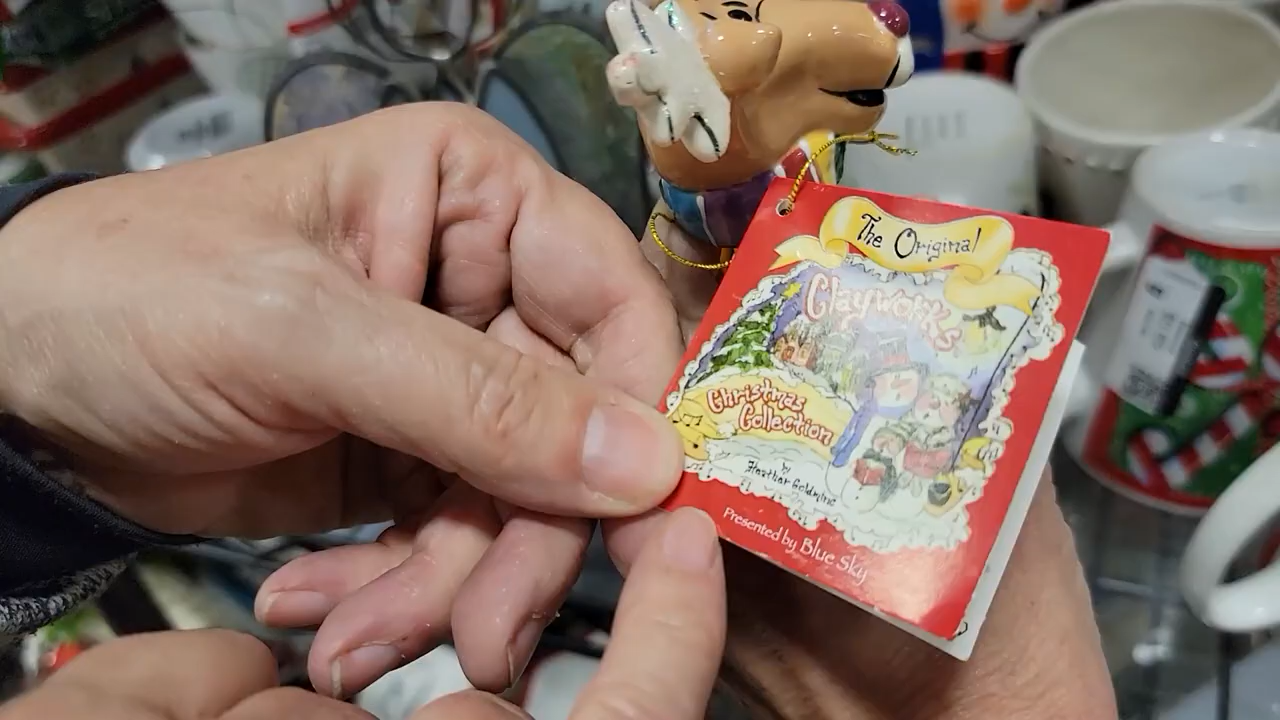 The Original
Clayworks
Christmas
Collection
by
Heather Goldminc
Presented by Blue Sky